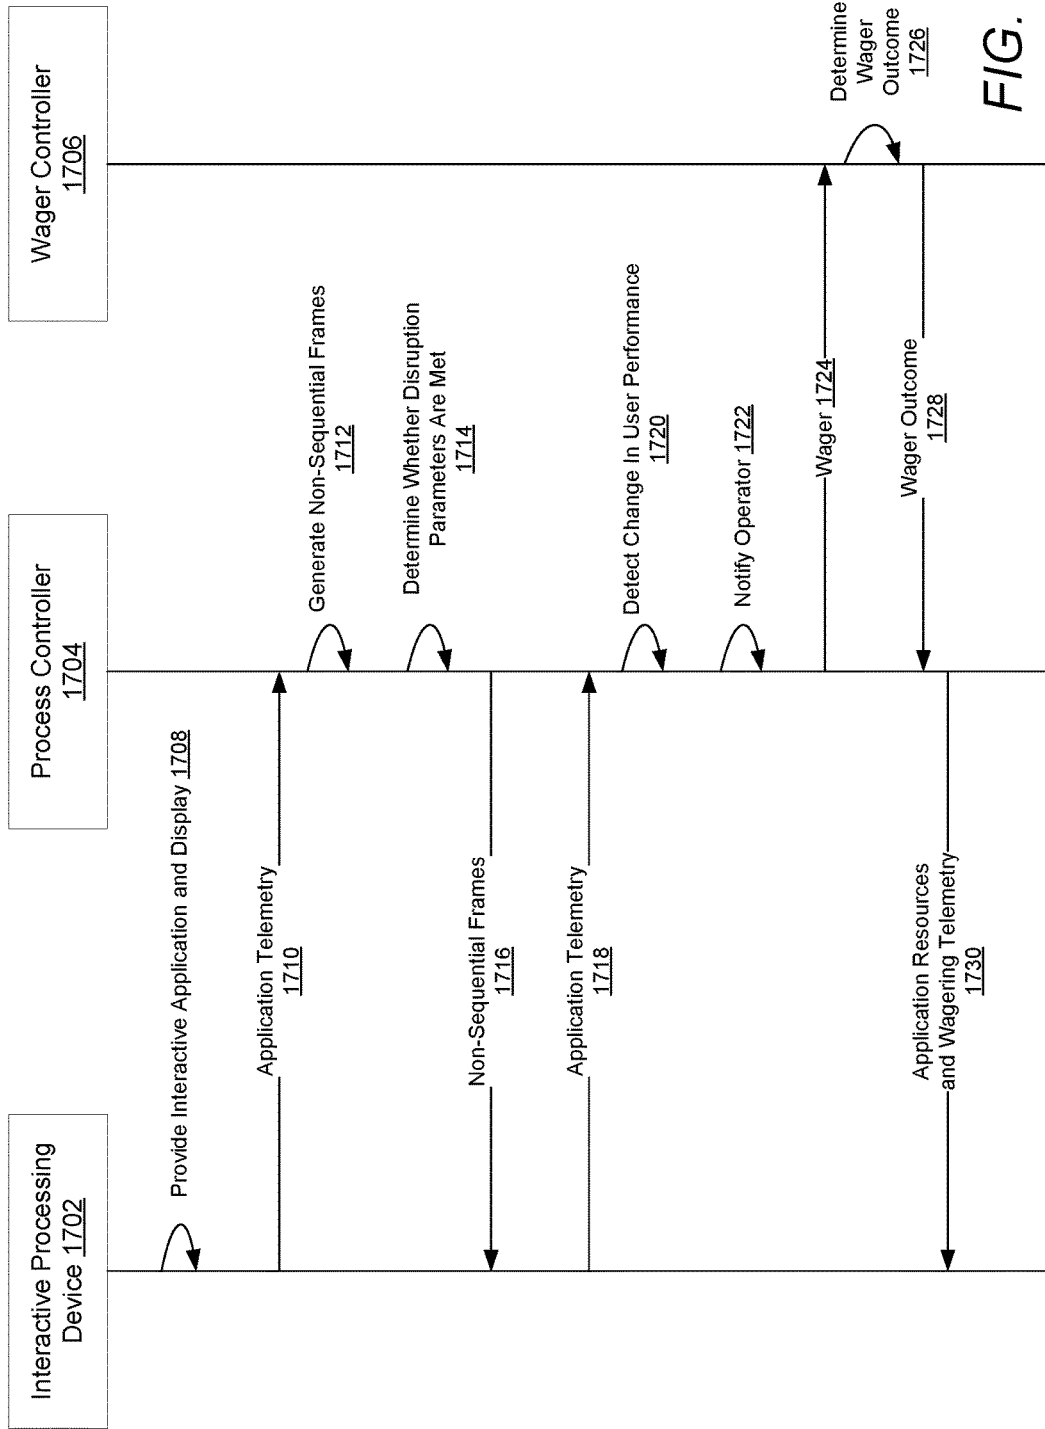 Interactive Processing
Device 1702
Process Controller
1704
Wager Controller
1706
Provide Interactive Application and Display 1708
Application Telemetry
1710
Generate Non-Sequential Frames
1712
Determine Whether Disruption
Parameters Are Met
1714
Non-Sequential Frames
1716
Application Telemetry
1718
Detect Change In User Performance
1720
Notify Operator 1722
Wager 1724
Determine
Wager
Outcome
1726
Wager Outcome
1728
Application Resources
and Wagering Telemetry
1730
FIG.